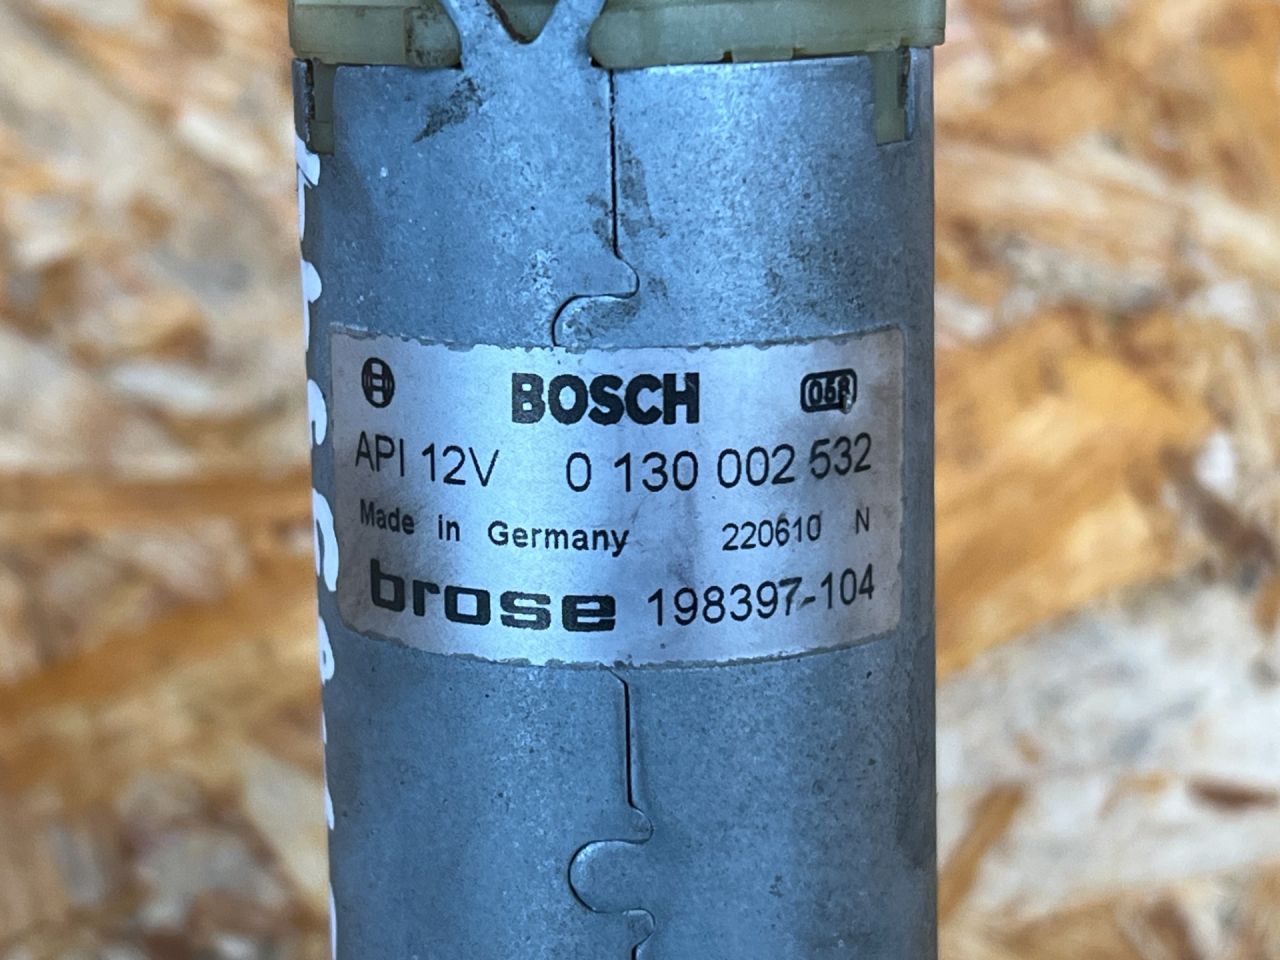 BOSCH
API 12V 0 130 002 532
Made in Germany 220610 N
brose 198397-104